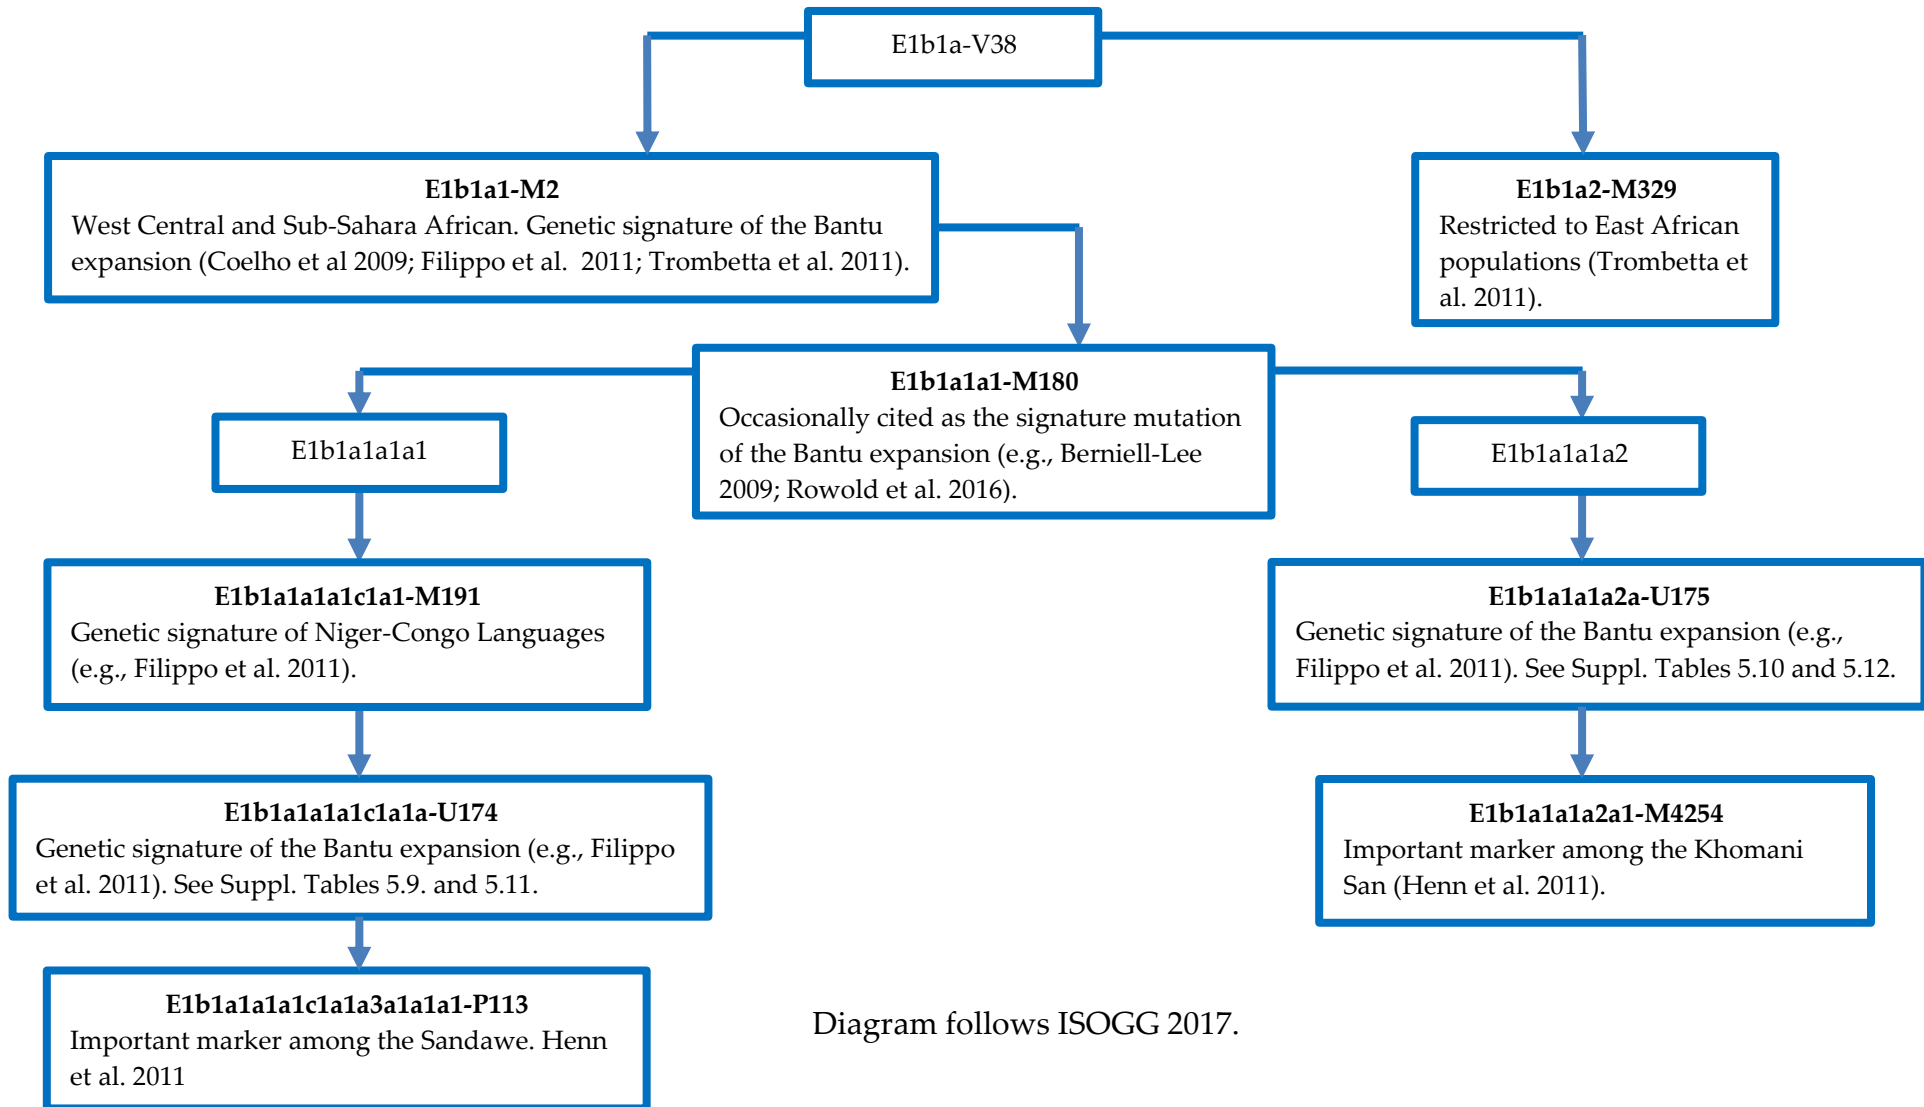 E1b1a-V38
E1b1a1-M2
West Central and Sub-Sahara African. Genetic signature of the Bantu
expansion (Coelho et al 2009; Filippo et al.  2011; Trombetta et al. 2011).
E1b1a2-M329
Restricted to East African
populations (Trombetta et
al. 2011).
E1b1a1a1-M180
Occasionally cited as the signature mutation
of the Bantu expansion (e.g., Berniell-Lee
2009; Rowold et al. 2016).
E1b1a1a1a1
E1b1a1a1a2
E1b1a1a1a1c1a1-M191
Genetic signature of Niger-Congo Languages
(e.g., Filippo et al. 2011).
E1b1a1a1a2a-U175
Genetic signature of the Bantu expansion (e.g.,
Filippo et al. 2011). See Suppl. Tables 5.10 and 5.12.
E1b1a1a1a1c1a1a-U174
Genetic signature of the Bantu expansion (e.g., Filippo
et al. 2011). See Suppl. Tables 5.9. and 5.11.
E1b1a1a1a2a1-M4254
Important marker among the Khomani
San (Henn et al. 2011).
E1b1a1a1a1c1a1a3a1a1a1-P113
Important marker among the Sandawe. Henn
et al. 2011
Diagram follows ISOGG 2017.